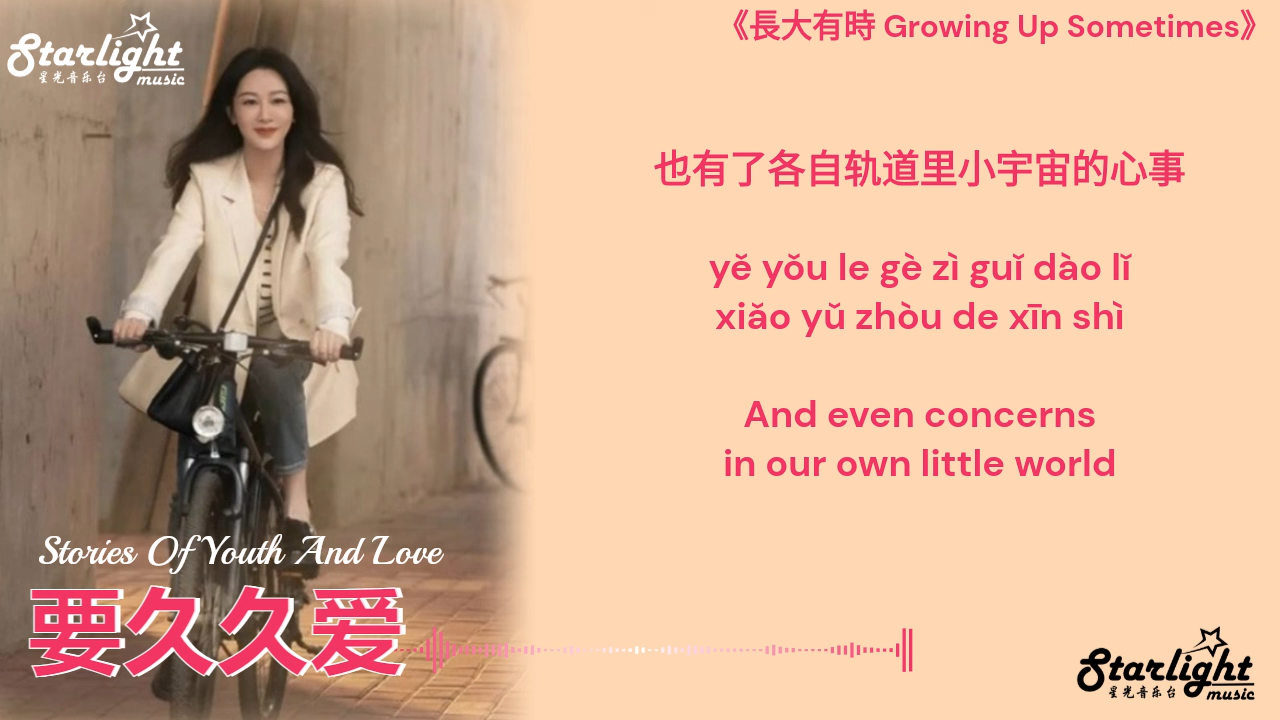 Starlight
星光音乐台
music
《長大有時 Growing Up Sometimes》
也有了各自轨道里小宇宙的心事
yě yǒu le gè zì guǐ dào lǐ
xiǎo yǔ zhòu de xīn shì
And even concerns
in our own little world
Stories Of Youth And Love
要久久爱
Starlight
星光音乐台
music